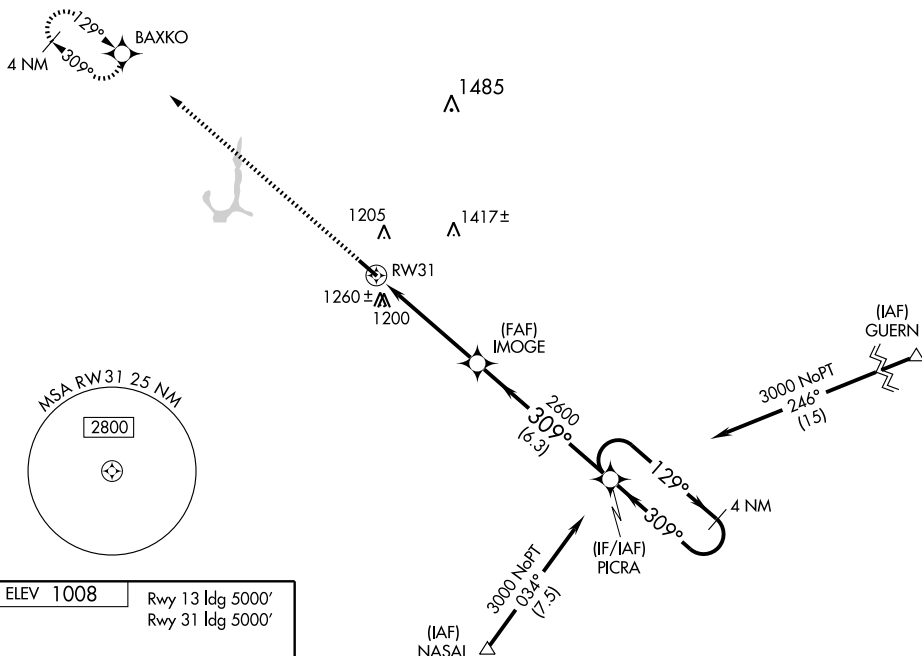 129°
BAXKO
309°
4 NM
1485
1205
1417±
RW31
1260±
1200
(FAF)
IMOGE
(IAF)
GUERN
3000 NoPT
246°
(15)
MSA RW31 25 NM
2800
2600
309°
(6.3)
129°
309°
4 NM
(IF/IAF)
PICRA
3000 NoPT
034°
(7.5)
(IAF)
NASAL
ELEV 1008
Rwy 13 ldg 5000'
Rwy 31 ldg 5000'